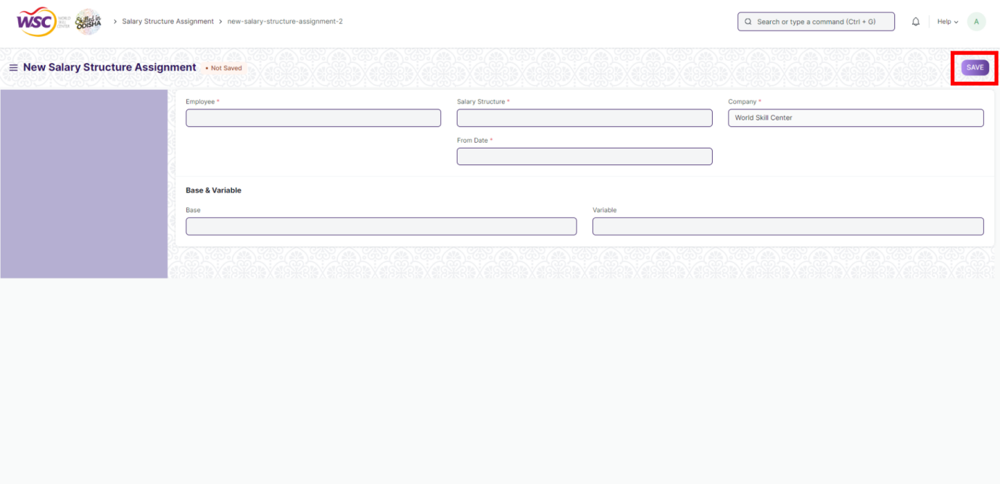 WSC WORLD SKILL CENTER Skilled in ODISHA > Salary Structure Assignment > new-salary-structure-assignment-2 Search or type a command (Ctrl + G) Help A
New Salary Structure Assignment • Not Saved SAVE
Employee * Salary Structure * Company *
World Skill Center
From Date *
Base & Variable
Base Variable